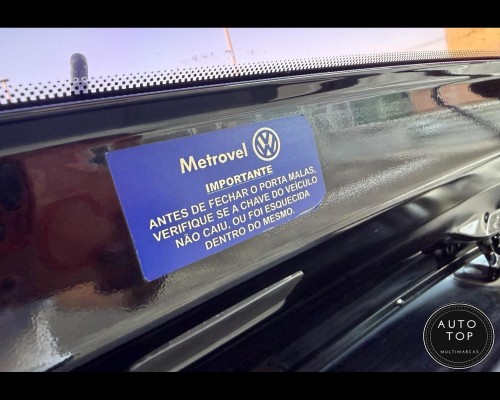 Metrovel
IMPORTANTE
ANTES DE FECHAR O PORTA MALAS,
VERIFIQUE SE A CHAVE DO VEÍCULO
NÃO CAIU, OU FOI ESQUECIDA
DENTRO DO MESMO.
AUTO
TOP
MULTIMARCAS